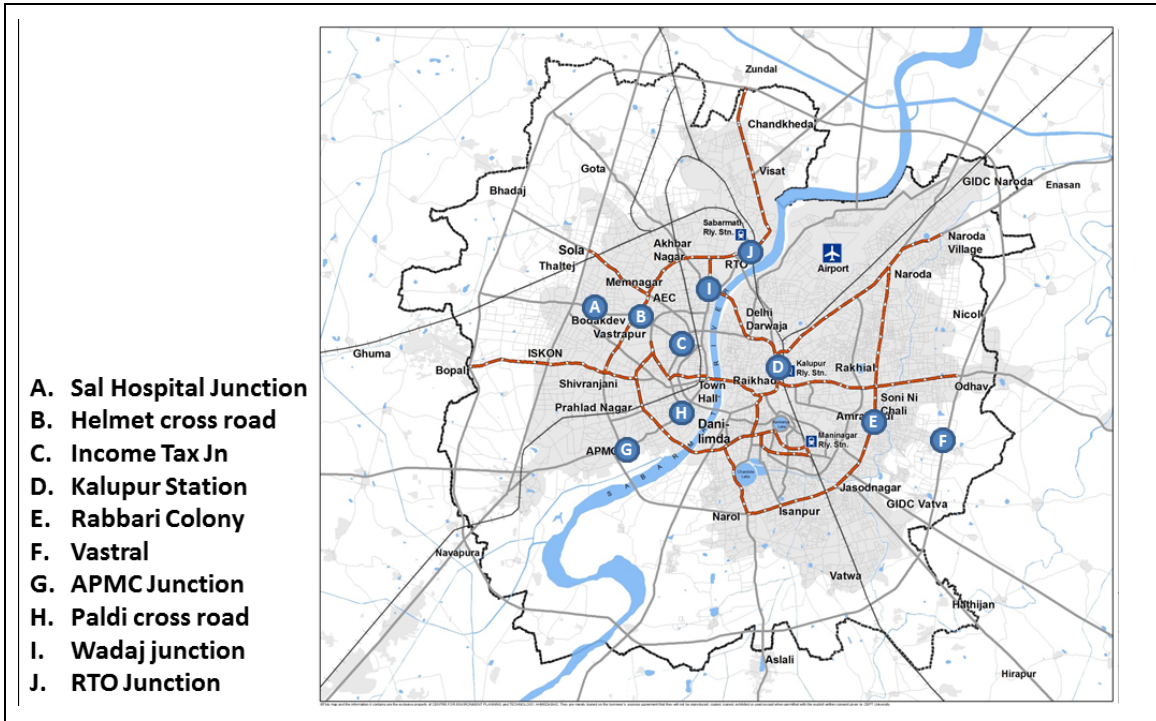 A. Sal Hospital Junction
B. Helmet cross road
C. Income Tax Jn
D. Kalupur Station
E. Rabbari Colony
F. Vastral
G. APMC Junction
H. Paldi cross road
I. Wadaj junction
J. RTO Junction
Zundal
Chandkheda
Visat
Gota
Bhadaj
GIDC Naroda
Enasan
Sabarmati
Rly. Stn.
J
Naroda
Village
Sola
Akhbar
Nagar
RTO
Airport
Thaltej
Naroda
Memnagar
I
AEC
A
B
Bodakdev
Vastrapur
Delhi
Darwaja
Nicol
C
Ghuma
ISKON
D
Kalupur
Rly. Stn.
Rakhial
Bopal
Shivranjani
Town
Hall
Raikhad
Odhav
Soni Ni
Chali
Prahlad Nagar
H
E
Dani-
limda
Maninagar
Rly. Stn.
F
APMC
G
SABARMATI RIVER
Jasodnagar
GIDC Vatva
Narol
Isanpur
Navapura
Vatwa
Hathijan
Aslali
Hirapur